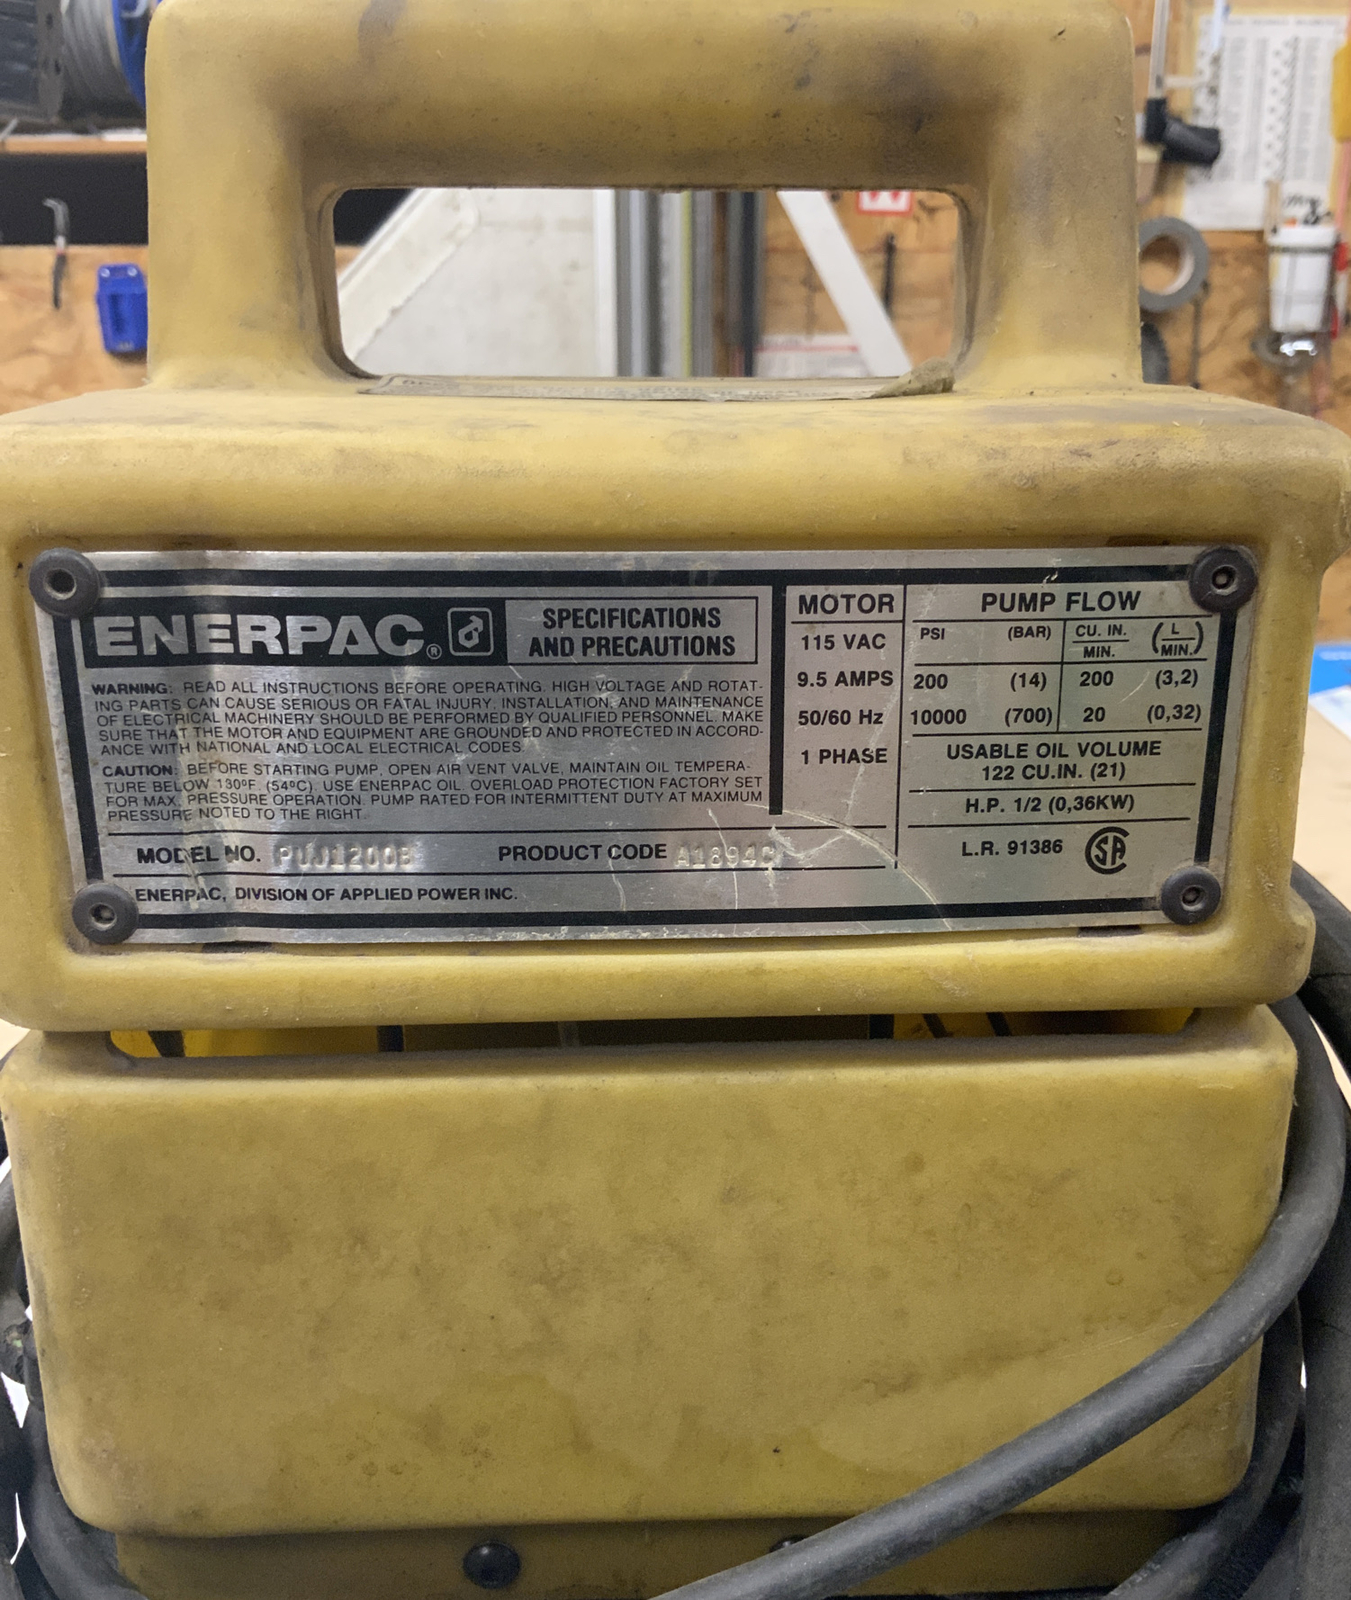 ENERPAC®
SPECIFICATIONS
AND PRECAUTIONS
WARNING: READ ALL INSTRUCTIONS BEFORE OPERATING. HIGH VOLTAGE AND ROTAT-
ING PARTS CAN CAUSE SERIOUS OR FATAL INJURY. INSTALLATION, AND MAINTENANCE
OF ELECTRICAL MACHINERY SHOULD BE PERFORMED BY QUALIFIED PERSONNEL. MAKE
SURE THAT THE MOTOR AND EQUIPMENT ARE GROUNDED AND PROTECTED IN ACCORD-
ANCE WITH NATIONAL AND LOCAL ELECTRICAL CODES.
CAUTION: BEFORE STARTING PUMP, OPEN AIR VENT VALVE, MAINTAIN OIL TEMPERA-
TURE BELOW 130ºF. (54ºC). USE ENERPAC OIL. OVERLOAD PROTECTION FACTORY SET
FOR MAX. PRESSURE OPERATION. PUMP RATED FOR INTERMITTENT DUTY AT MAXIMUM
PRESSURE NOTED TO THE RIGHT.
MODEL NO. PUJ1200B PRODUCT CODE A1894C
ENERPAC, DIVISION OF APPLIED POWER INC.
MOTOR
115 VAC
9.5 AMPS
50/60 Hz
1 PHASE
PUMP FLOW
PSI (BAR) CU. IN. / MIN. (L / MIN.)
200 (14) 200 (3,2)
10000 (700) 20 (0,32)
USABLE OIL VOLUME
122 CU.IN. (21)
H.P. 1/2 (0,36KW)
L.R. 91386 CSA